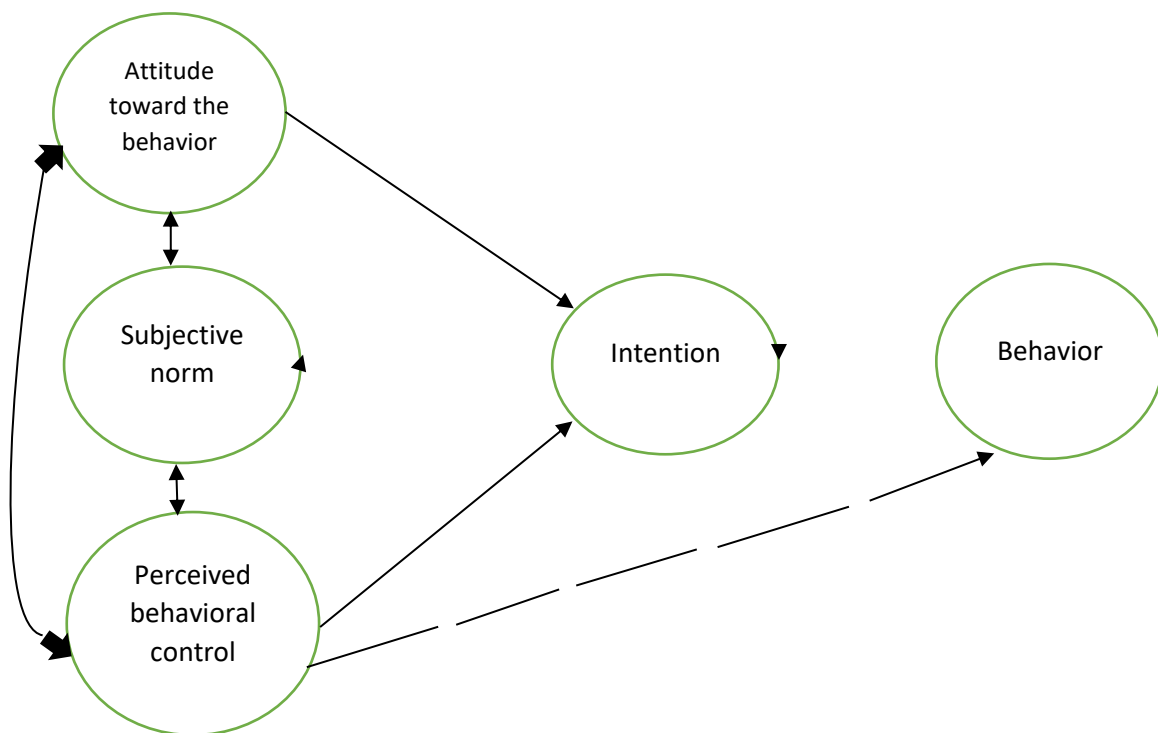 Attitude
toward the
behavior
Subjective
norm
Intention
Behavior
Perceived
behavioral
control